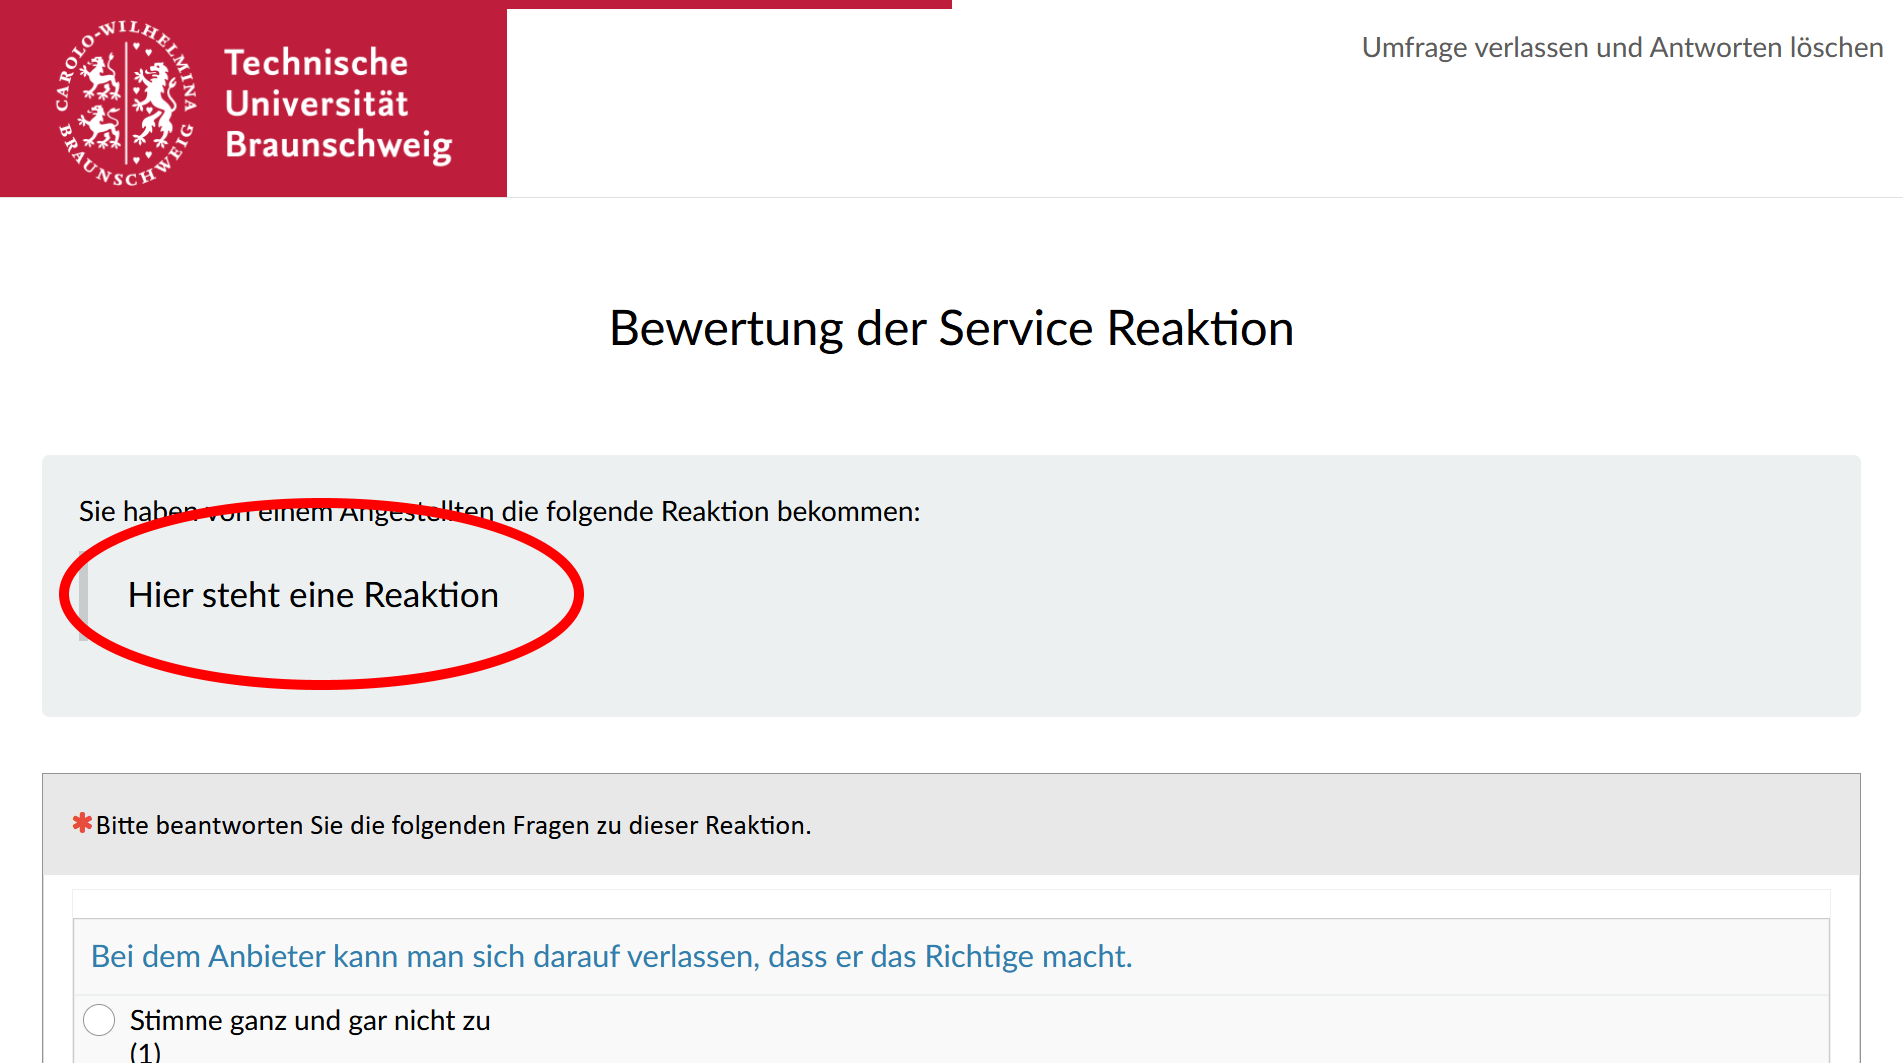 CAROLO-WILHELMINA
BRAUNSCHWEIG
Technische
Universität
Braunschweig
Umfrage verlassen und Antworten löschen
Bewertung der Service Reaktion
Sie haben von einem Angestellten die folgende Reaktion bekommen:
Hier steht eine Reaktion
*Bitte beantworten Sie die folgenden Fragen zu dieser Reaktion.
Bei dem Anbieter kann man sich darauf verlassen, dass er das Richtige macht.
Stimme ganz und gar nicht zu
(1)